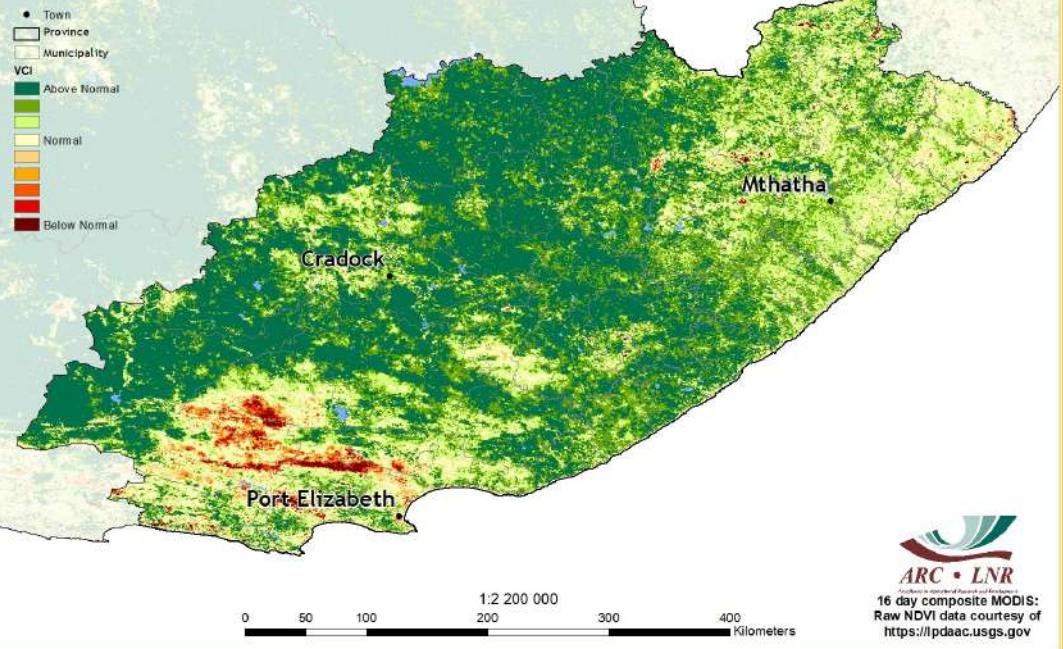 Town
Province
Municipality
VCI
Above Normal
Normal
Below Normal
Mthatha
Cradock
Port Elizabeth
1:2 200 000
0 50 100 200 300 400
Kilometers
ARC • LNR
16 day composite MODIS:
Raw NDVI data courtesy of
https://lpdaac.usgs.gov